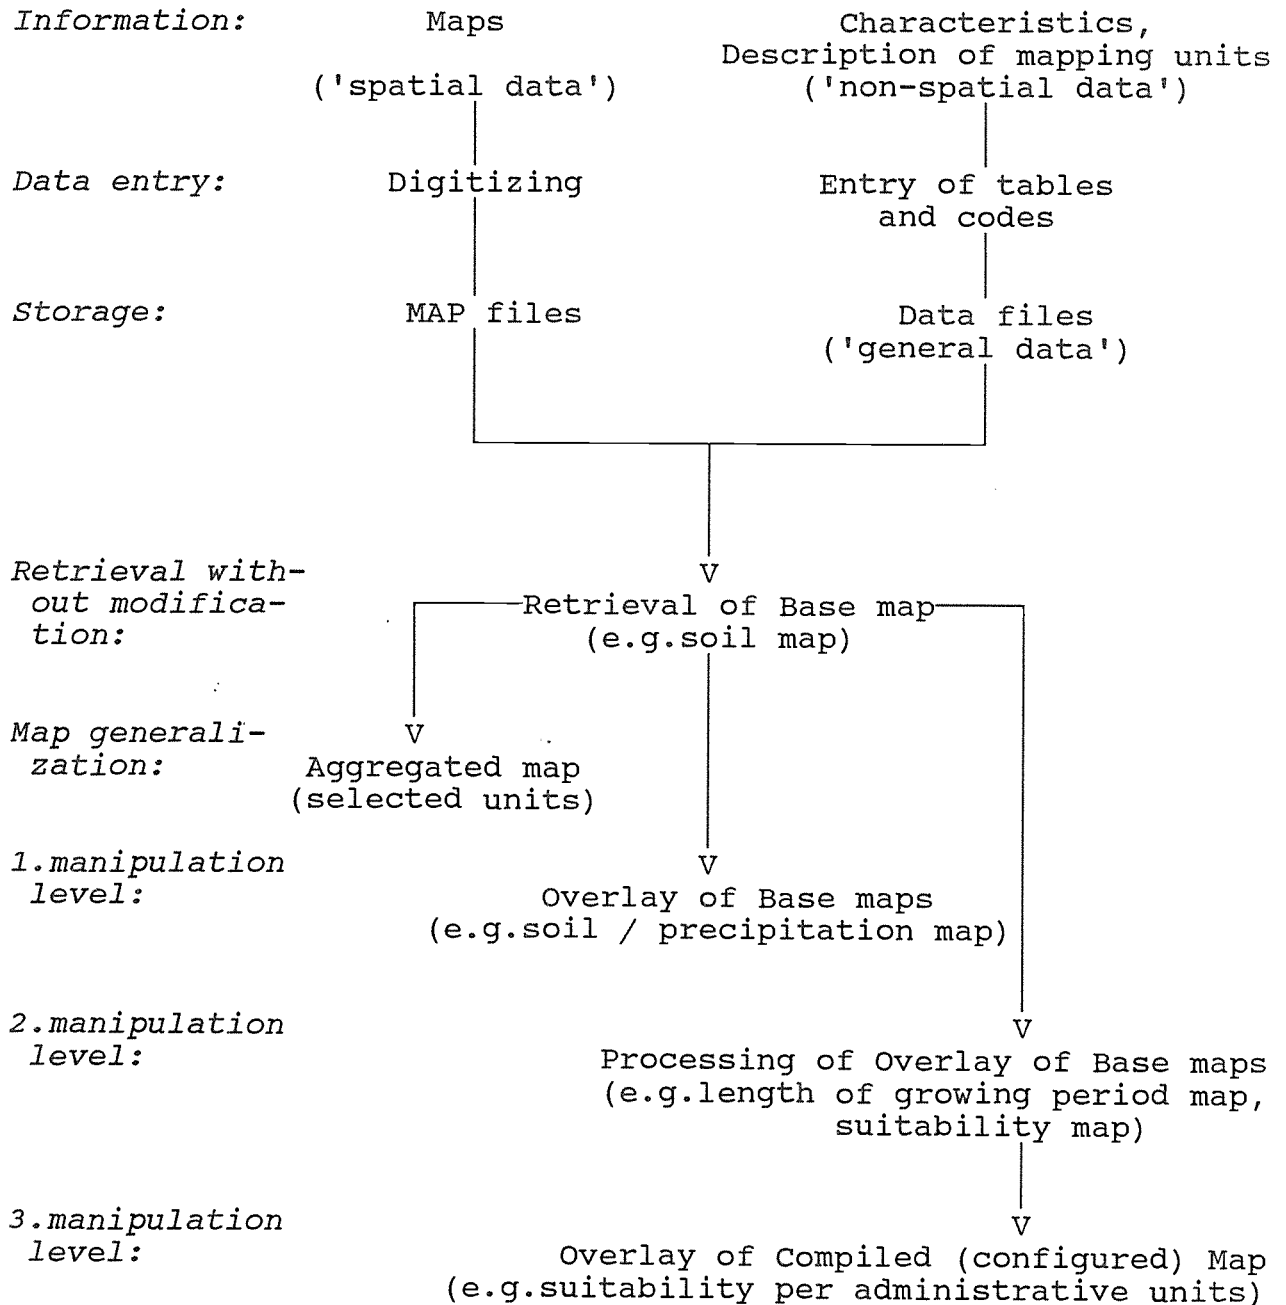 Information: Maps Characteristics,
Description of mapping units
('spatial data') ('non-spatial data')
Data entry: Digitizing Entry of tables
and codes
Storage: MAP files Data files
('general data')
V
Retrieval with-
out modifica- Retrieval of Base map
tion: (e.g.soil map)
Map generali- V
zation: Aggregated map
(selected units)
1.manipulation V
level: Overlay of Base maps
(e.g.soil / precipitation map)
2.manipulation V
level: Processing of Overlay of Base maps
(e.g.length of growing period map,
suitability map)
3.manipulation V
level: Overlay of Compiled (configured) Map
(e.g.suitability per administrative units)